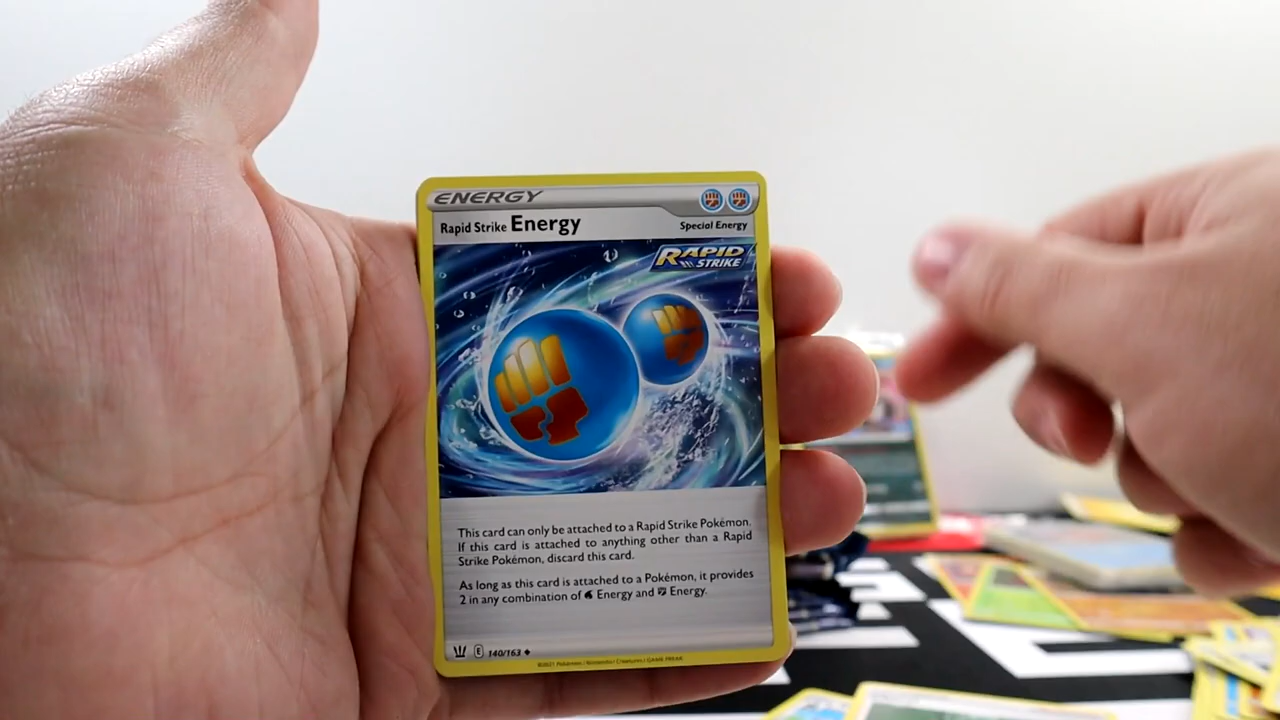 ENERGY
Rapid Strike Energy
Special Energy
RAPID
STRIKE
This card can only be attached to a Rapid Strike Pokémon.
If this card is attached to anything other than a Rapid
Strike Pokémon, discard this card.
As long as this card is attached to a Pokémon, it provides
2 in any combination of Energy and Energy.
E 140/163
©2021 Pokémon / Nintendo / Creatures / GAME FREAK